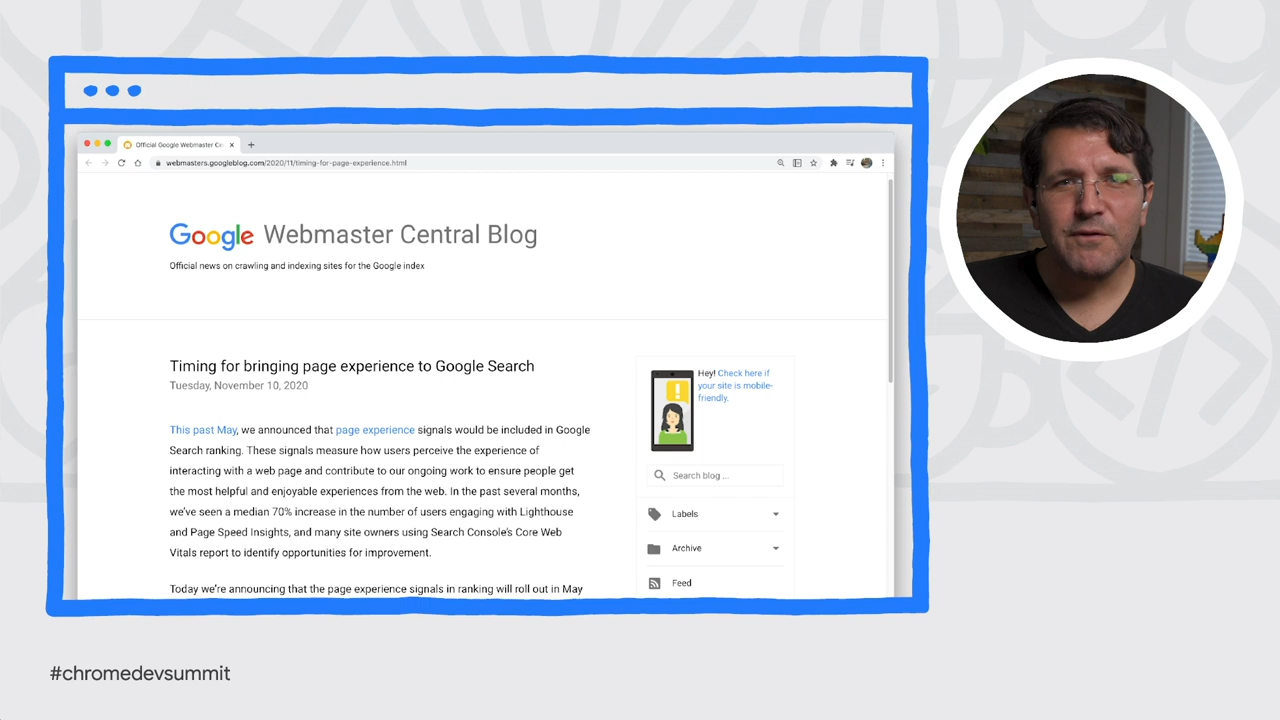 Official Google Webmaster Ce
webmasters.googleblog.com/2020/11/timing-for-page-experience.html
Google Webmaster Central Blog
Official news on crawling and indexing sites for the Google index
Timing for bringing page experience to Google Search
Tuesday, November 10, 2020
This past May, we announced that page experience signals would be included in Google
Search ranking. These signals measure how users perceive the experience of
interacting with a web page and contribute to our ongoing work to ensure people get
the most helpful and enjoyable experiences from the web. In the past several months,
we've seen a median 70% increase in the number of users engaging with Lighthouse
and Page Speed Insights, and many site owners using Search Console's Core Web
Vitals report to identify opportunities for improvement.
Today we're announcing that the page experience signals in ranking will roll out in May
Hey! Check here if
your site is mobile-
friendly.
Search blog ...
Labels
Archive
Feed
#chromedevsummit